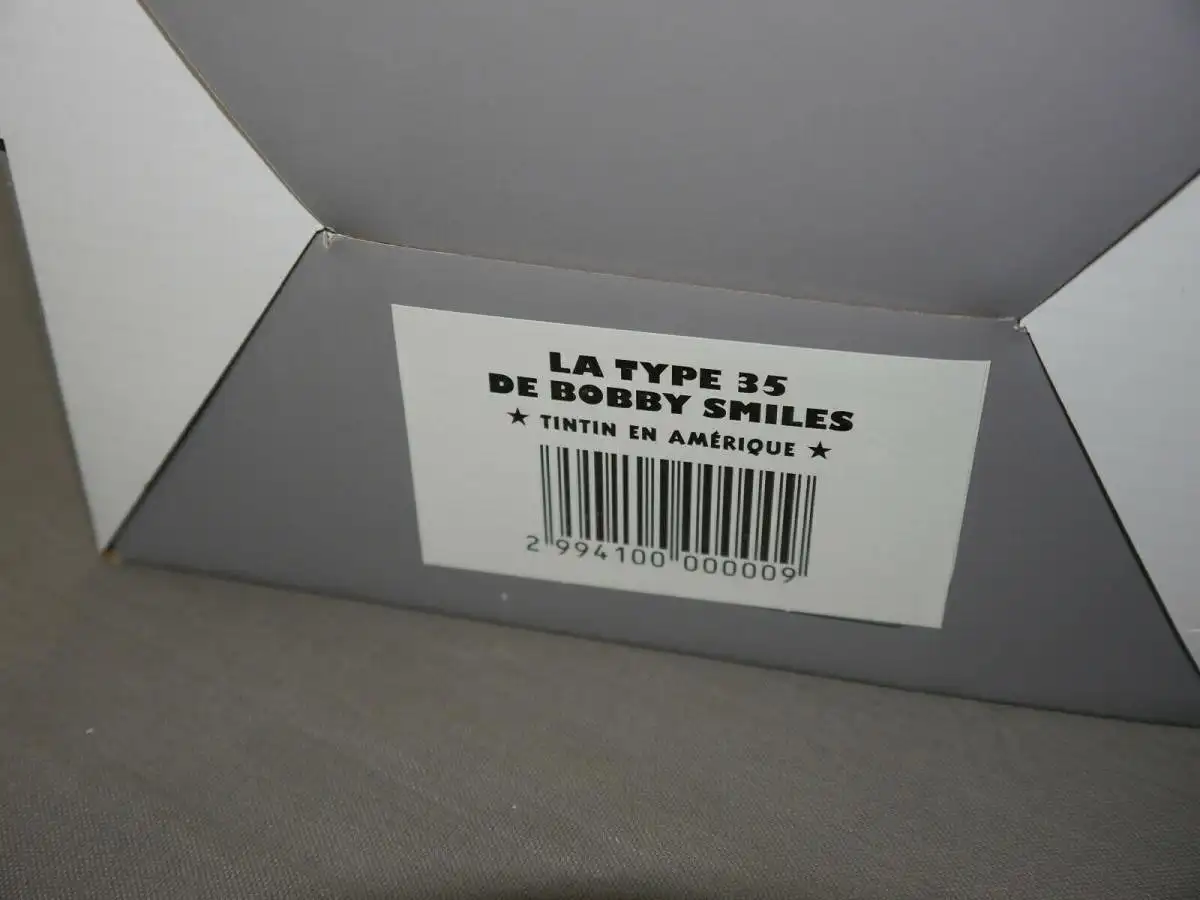 LA TYPE 35
DE BOBBY SMILES
★ TINTIN EN AMÉRIQUE ★
2 994100 000009